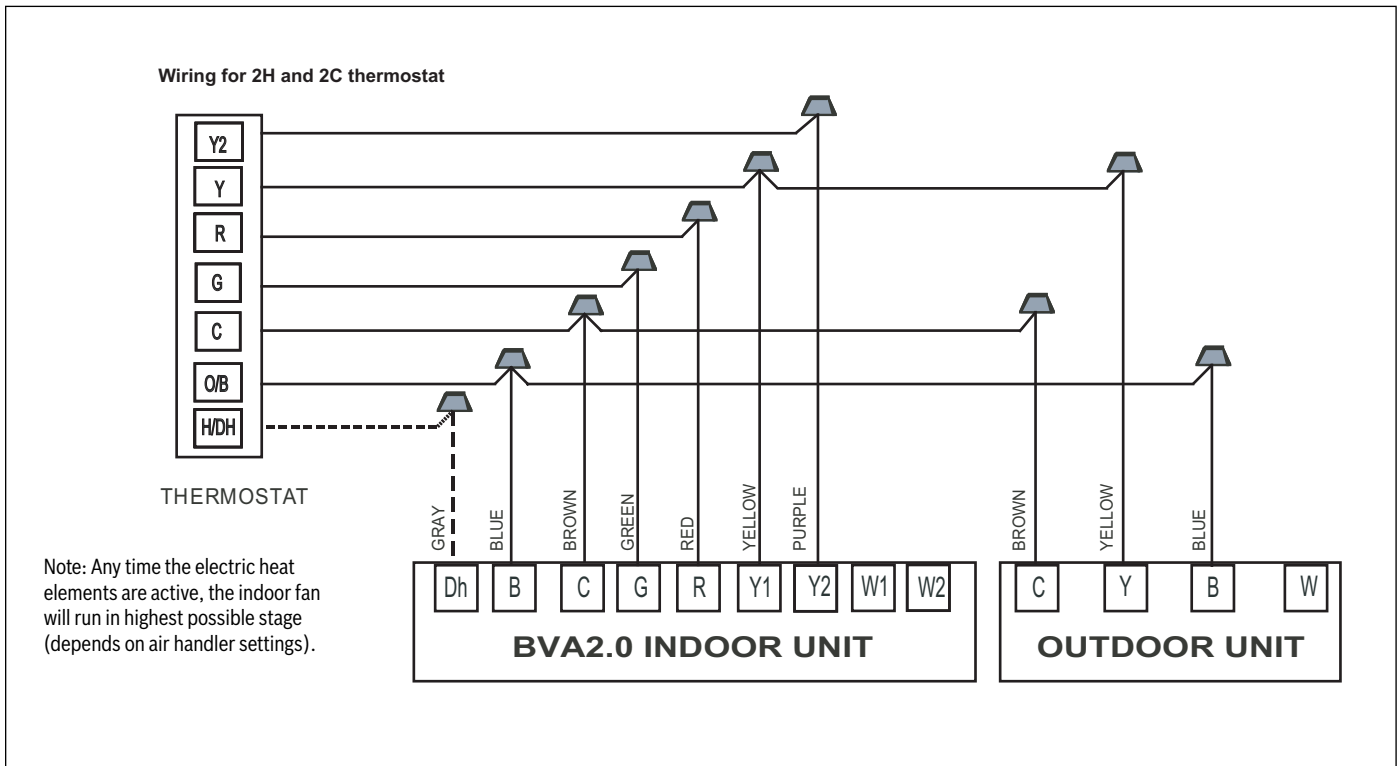 Wiring for 2H and 2C thermostat
Y2
Y
R
G
C
O/B
H/DH
THERMOSTAT
Note: Any time the electric heat
elements are active, the indoor fan
will run in highest possible stage
(depends on air handler settings).
GRAY
BLUE
BROWN
GREEN
RED
YELLOW
PURPLE
BROWN
YELLOW
BLUE
Dh B C G R Y1 Y2 W1 W2
BVA2.0 INDOOR UNIT
C Y B W
OUTDOOR UNIT